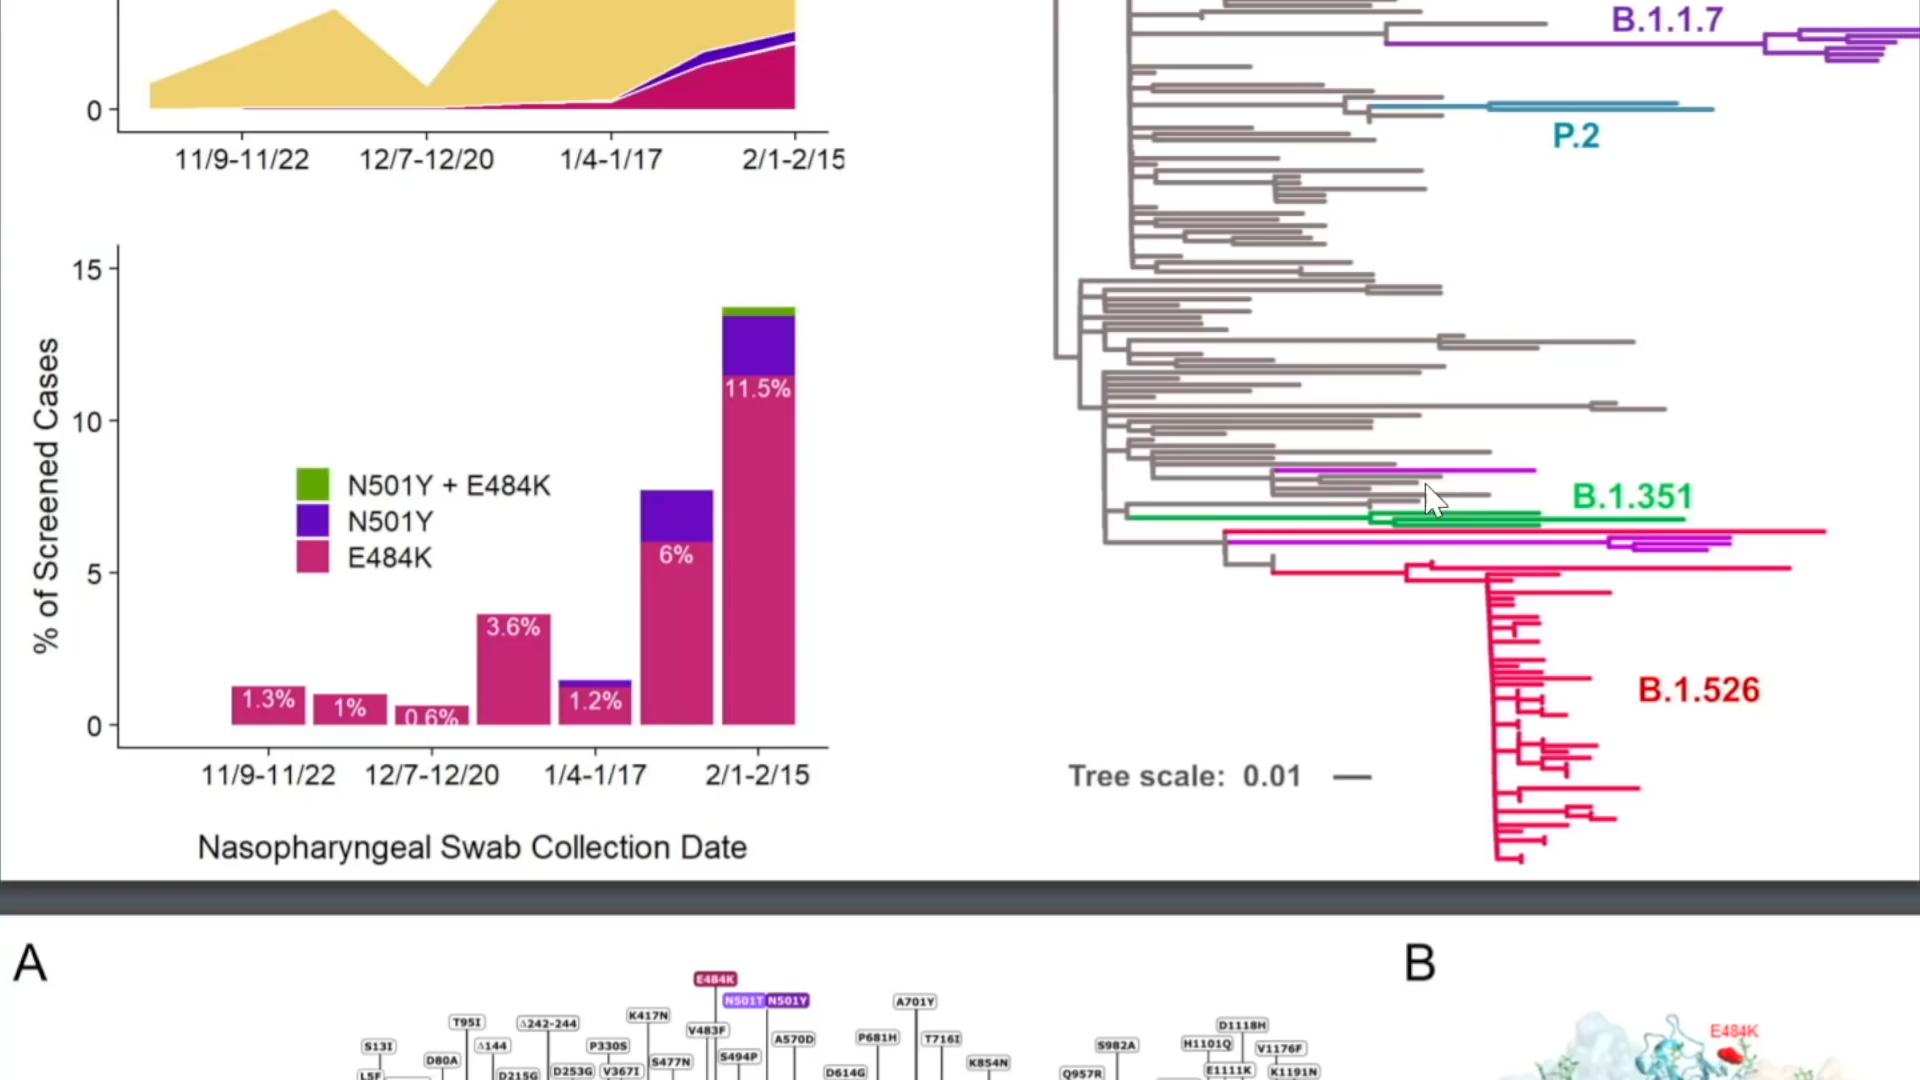 0
11/9-11/22 12/7-12/20 1/4-1/17 2/1-2/15
% of Screened Cases
15
10
5
0
N501Y + E484K
N501Y
E484K
1.3%
1%
0.6%
3.6%
1.2%
6%
11.5%
11/9-11/22 12/7-12/20 1/4-1/17 2/1-2/15
Nasopharyngeal Swab Collection Date
B.1.1.7
P.2
B.1.351
B.1.526
Tree scale: 0.01
A
E484K
N501T N501Y
A701Y
K417N
T95I
Δ242-244
V483F
D1118H
P681H
T716I
A570D
S13I
Δ144
P330S
S982A
H1101Q
V1176F
D80A
S477N
S494P
K854N
L5F
D215G
D253G
V367I
D614G
Q957R
E1111K
K1191N
B
E484K